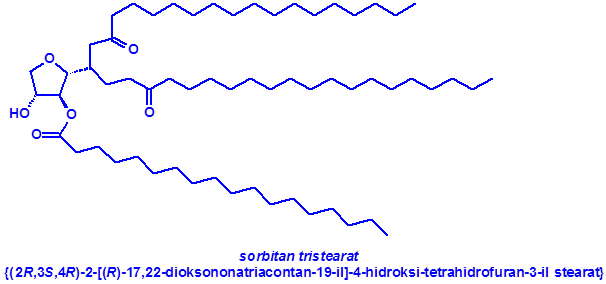 O
O
O
HO
O
O
sorbitan tristearat
{(2R,3S,4R)-2-[(R)-17,22-dioksononatriacontan-19-il]-4-hidroksi-tetrahidrofuran-3-il stearat}